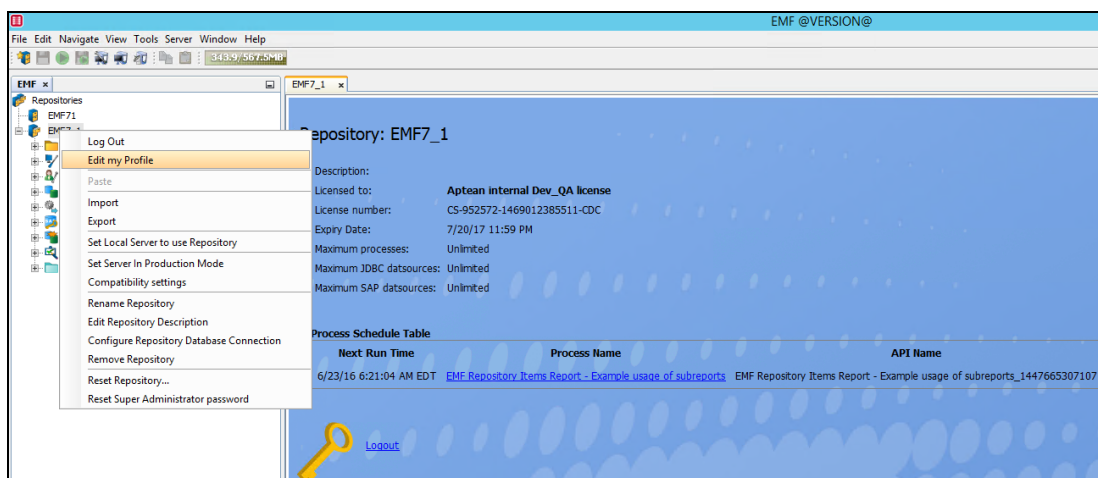 EMF @VERSION@
File Edit Navigate View Tools Server Window Help
343.9/567.5MB
EMF x
EMF7_1 x
Repositories
EMF71
EMF7_1
Log Out
Edit my Profile
Paste
Import
Export
Set Local Server to use Repository
Set Server In Production Mode
Compatibility settings
Rename Repository
Edit Repository Description
Configure Repository Database Connection
Remove Repository
Reset Repository...
Reset Super Administrator password
Repository: EMF7_1
Description:
Licensed to: Aptean internal Dev_QA license
License number: CS-952572-1469012385511-CDC
Expiry Date: 7/20/17 11:59 PM
Maximum processes: Unlimited
Maximum JDBC datsources: Unlimited
Maximum SAP datsources: Unlimited
Process Schedule Table
Next Run Time Process Name API Name
6/23/16 6:21:04 AM EDT EMF Repository Items Report - Example usage of subreports EMF Repository Items Report - Example usage of subreports_1447665307107
Logout